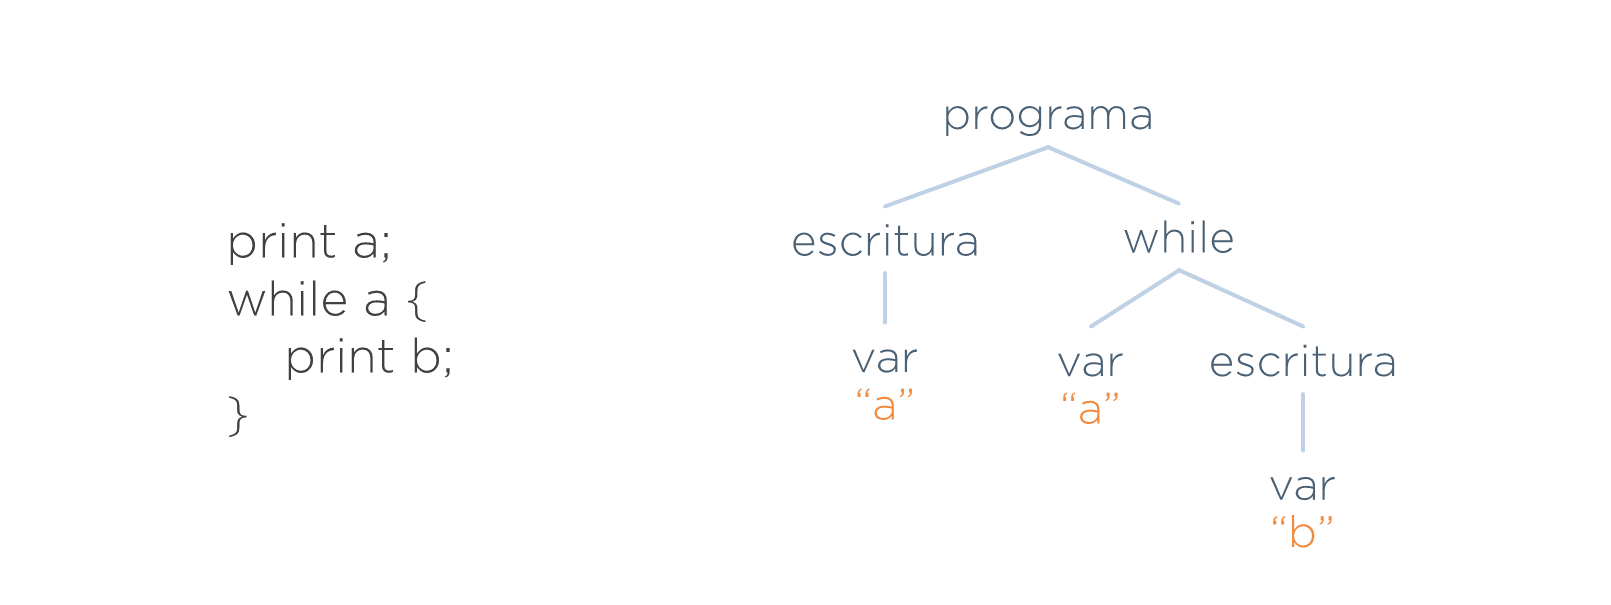 print a;
while a {
print b;
}
programa
escritura
while
var
“a”
var
“a”
escritura
var
“b”